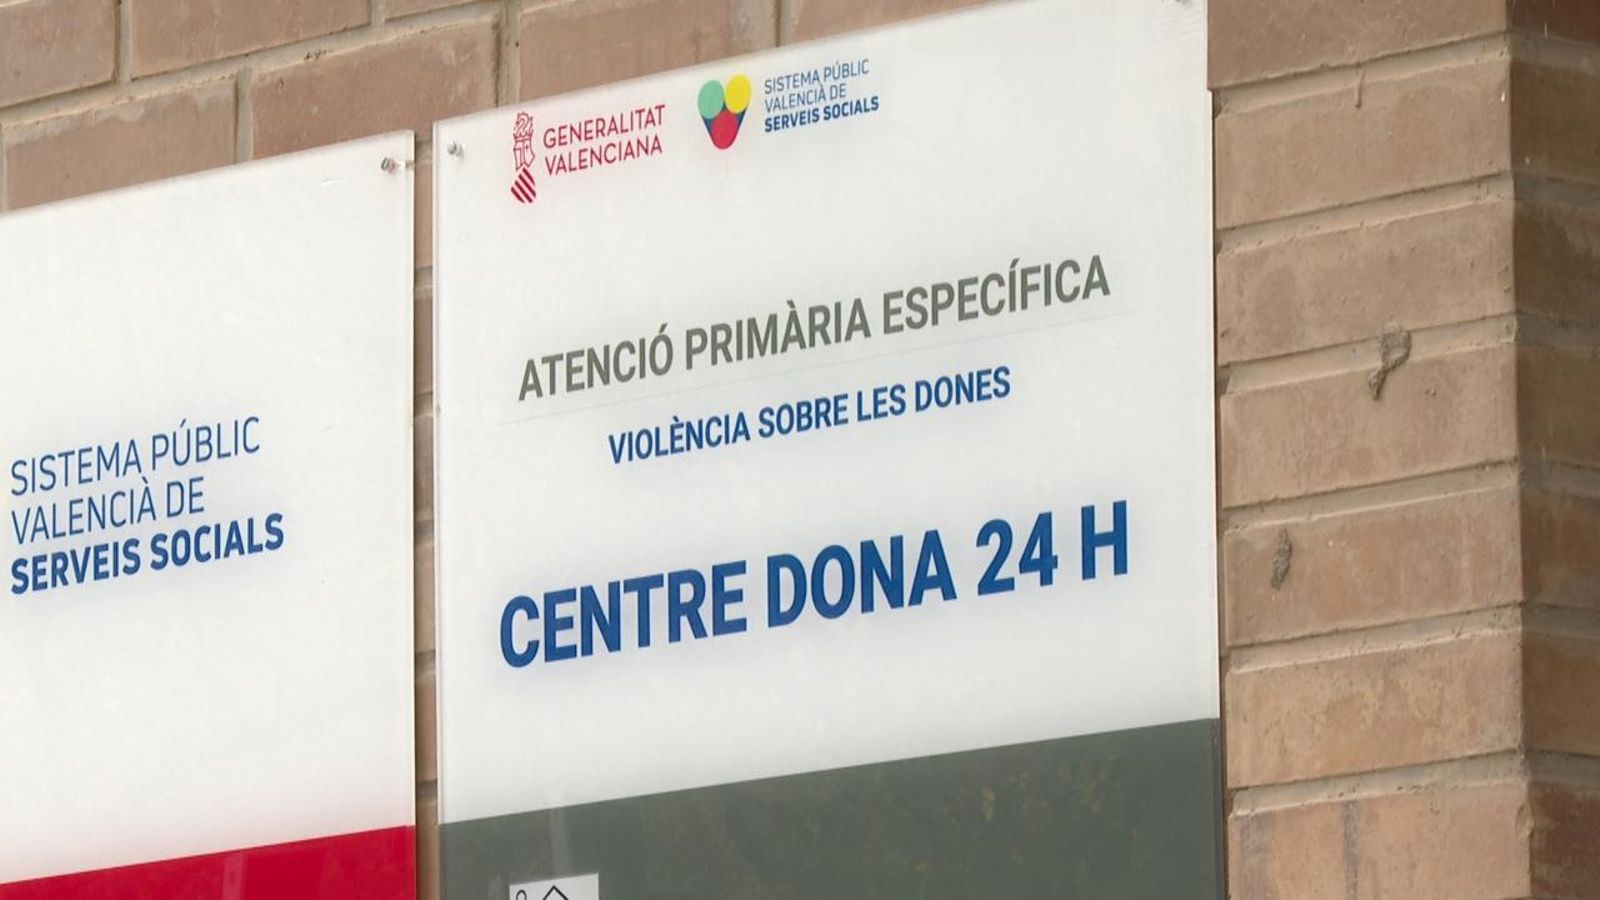 SISTEMA PÚBLIC
VALENCIÀ DE
SERVEIS SOCIALS
GENERALITAT
VALENCIANA
SISTEMA PÚBLIC
VALENCIÀ DE
SERVEIS SOCIALS
ATENCIÓ PRIMÀRIA ESPECÍFICA
VIOLÈNCIA SOBRE LES DONES
CENTRE DONA 24 H